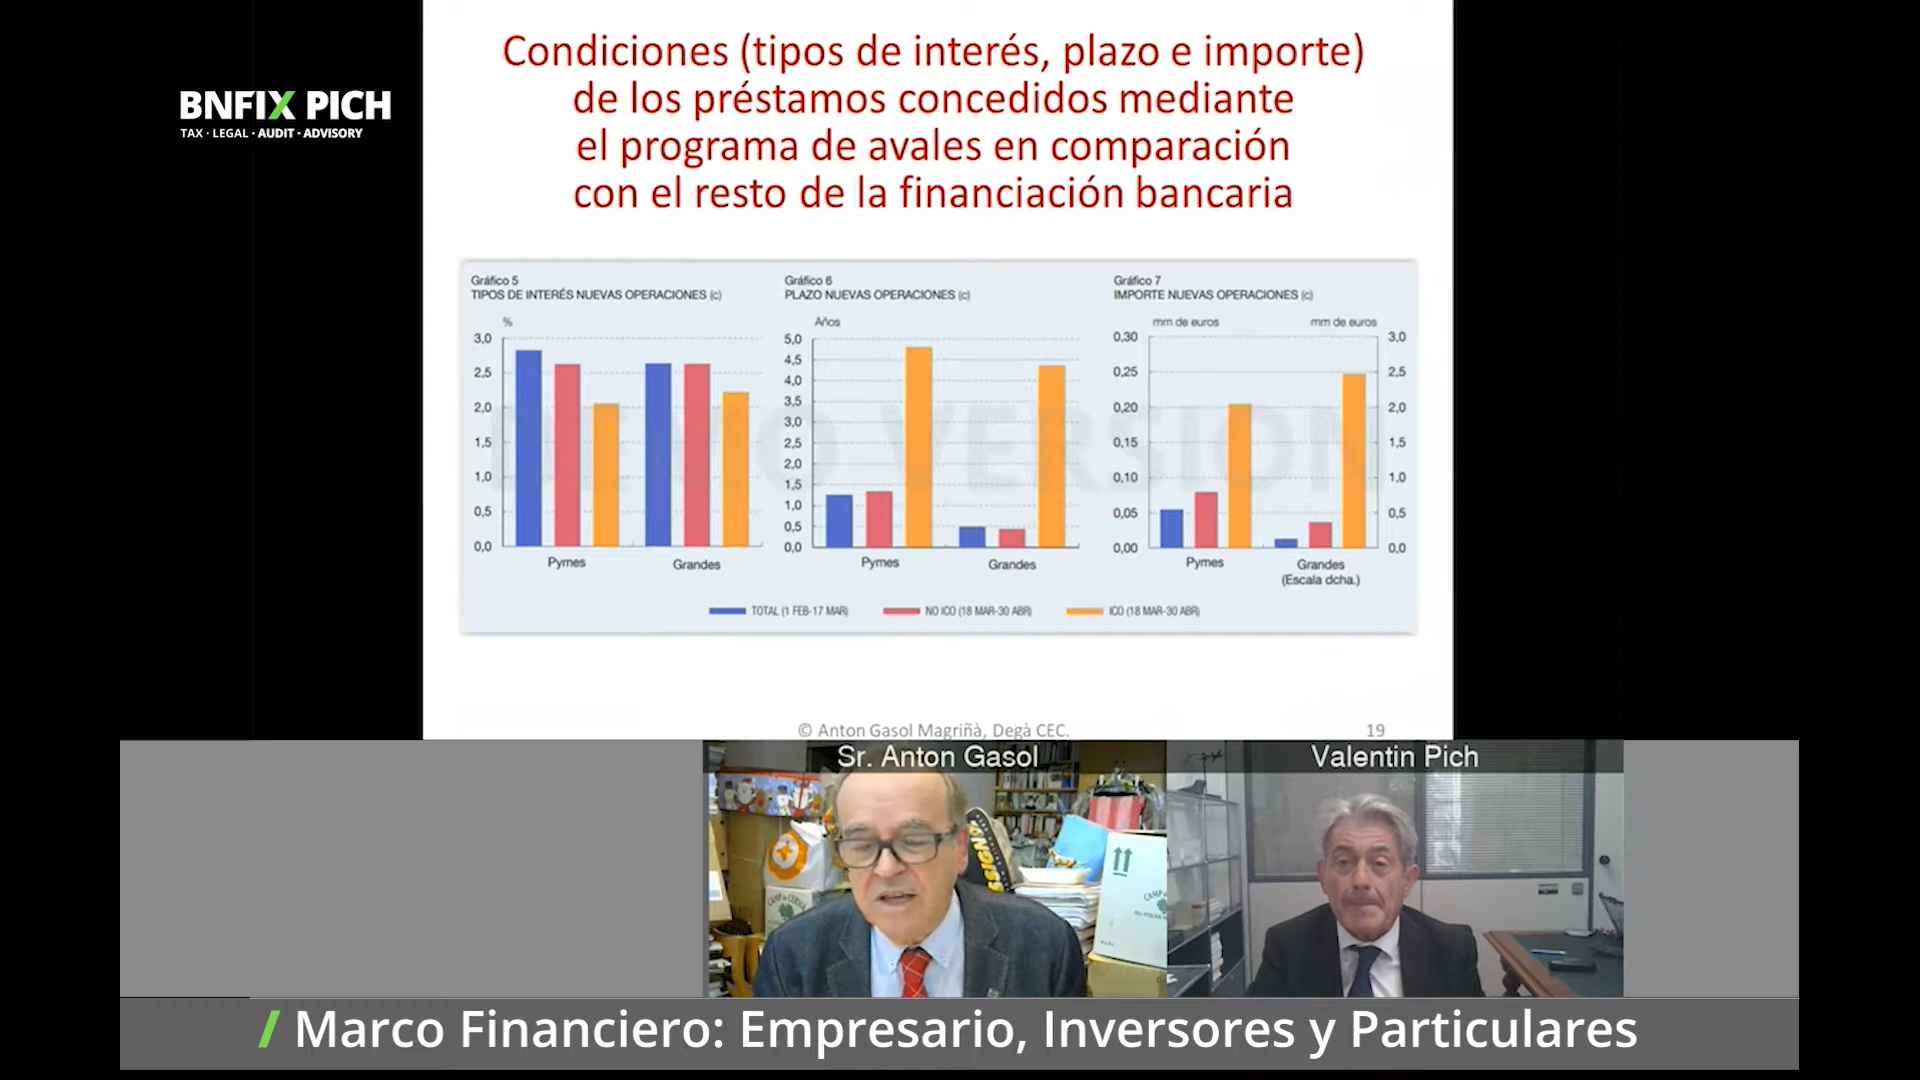 Condiciones (tipos de interés, plazo e importe)
de los préstamos concedidos mediante
el programa de avales en comparación
con el resto de la financiación bancaria
BNFIX PICH
TAX · LEGAL · AUDIT · ADVISORY
Gráfico 5
TIPOS DE INTERÉS NUEVAS OPERACIONES (c)
%
3,0
2,5
2,0
1,5
1,0
0,5
0,0
Pymes
Grandes
Gráfico 6
PLAZO NUEVAS OPERACIONES (c)
Años
5,0
4,5
4,0
3,5
3,0
2,5
2,0
1,5
1,0
0,5
0,0
Pymes
Grandes
Gráfico 7
IMPORTE NUEVAS OPERACIONES (c)
mm de euros
mm de euros
0,30
0,25
0,20
0,15
0,10
0,05
0,00
3,0
2,5
2,0
1,5
1,0
0,5
0,0
Pymes
Grandes
(Escala dcha.)
TOTAL (1 FEB-17 MAR)
NO ICO (18 MAR-30 ABR)
ICO (18 MAR-30 ABR)
VERSION
© Anton Gasol Magriñà, Degà CEC.
19
Sr. Anton Gasol
Valentin Pich
/ Marco Financiero: Empresario, Inversores y Particulares